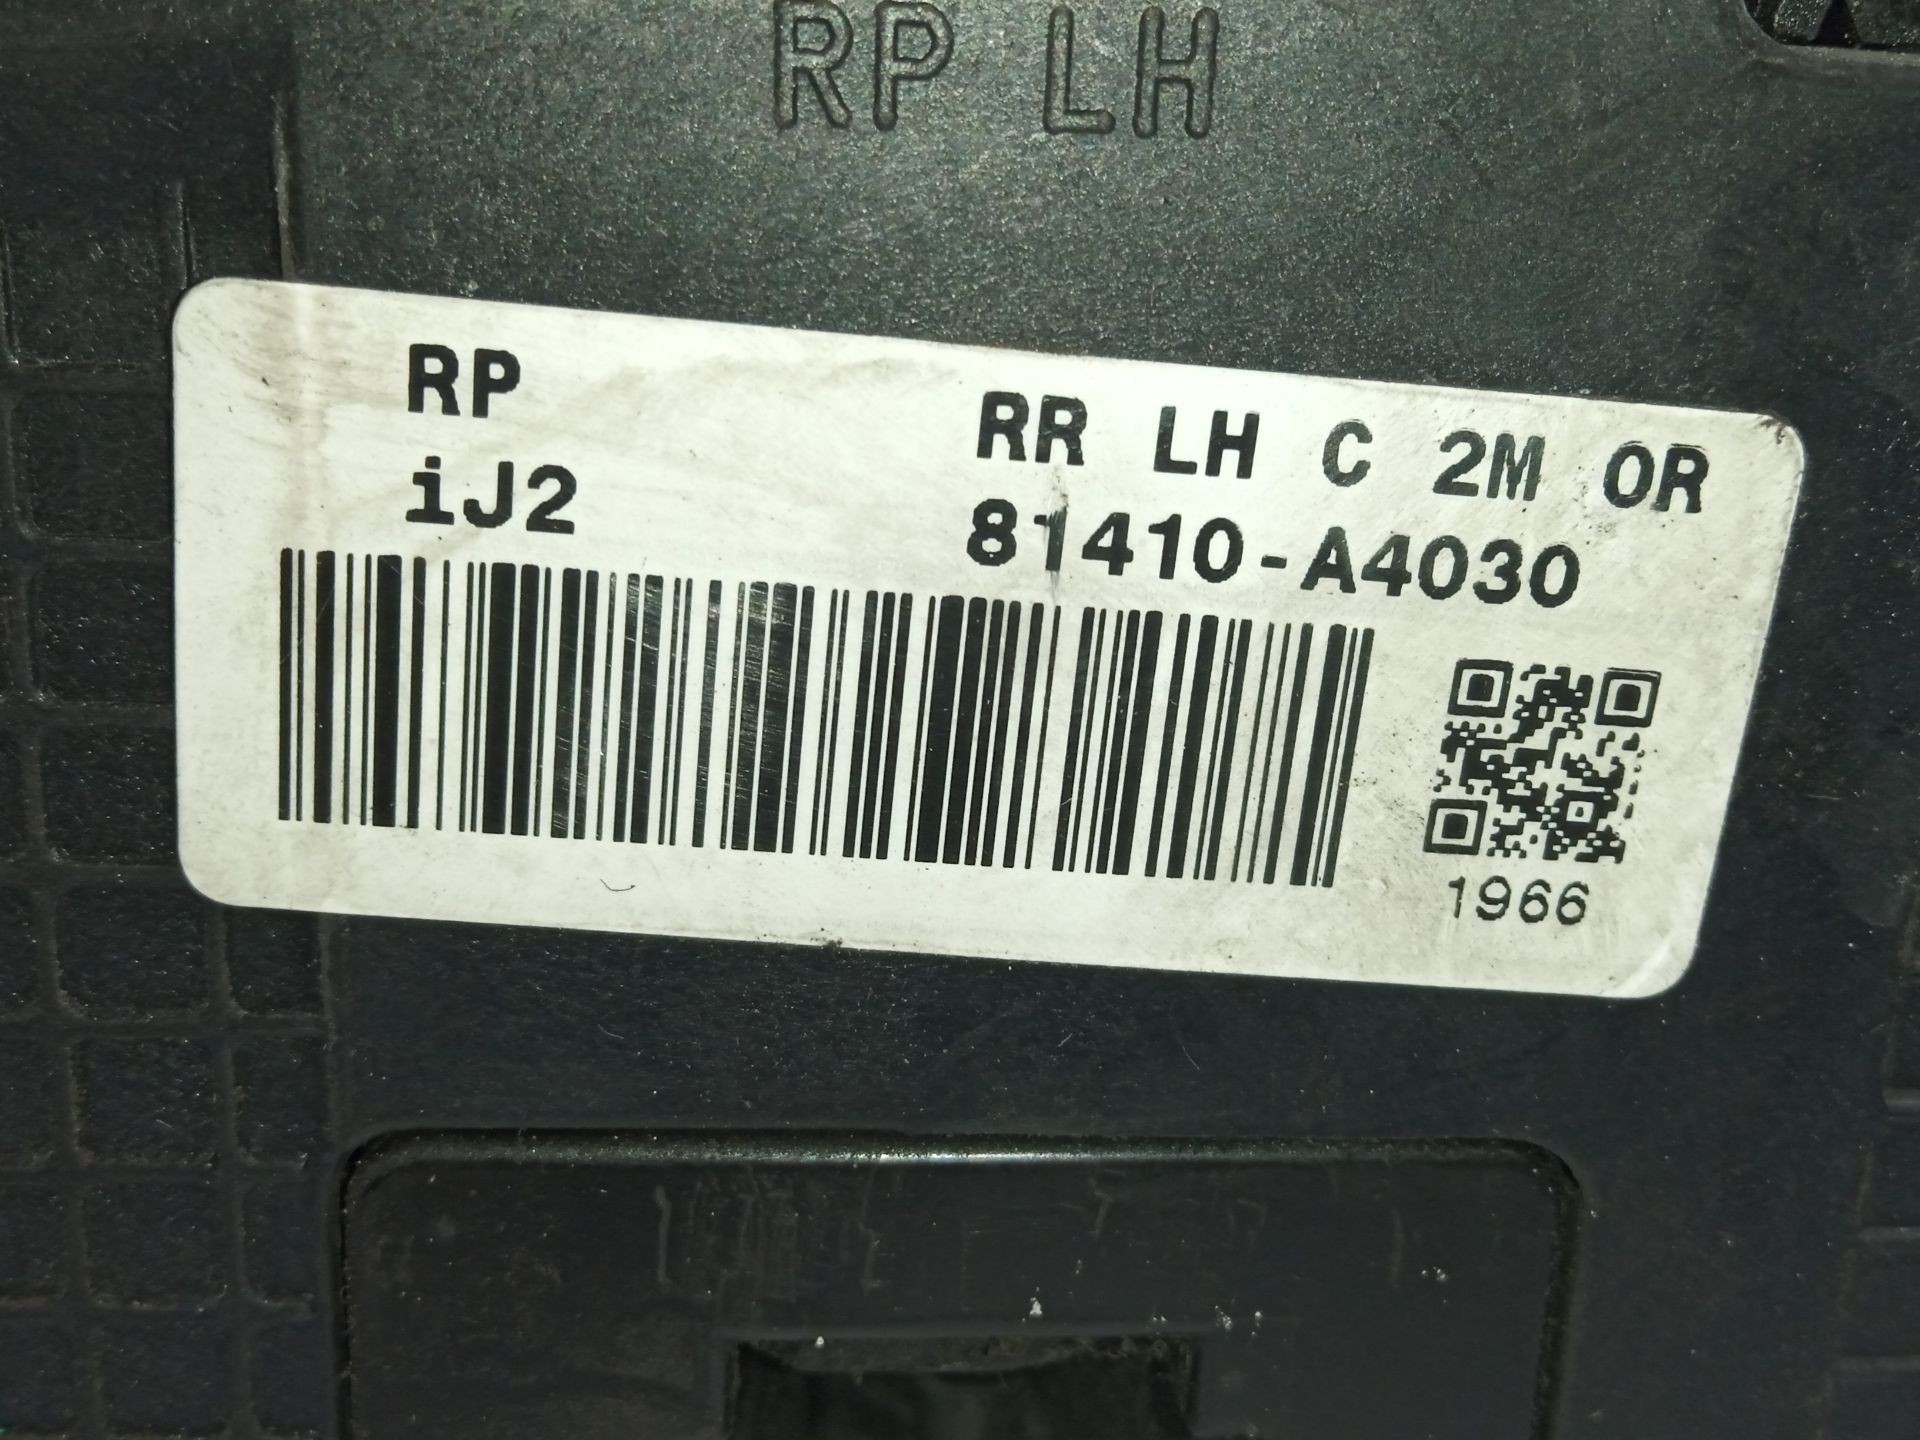 RP LH
RP RR LH C 2M OR
iJ2 81410-A4030
1966